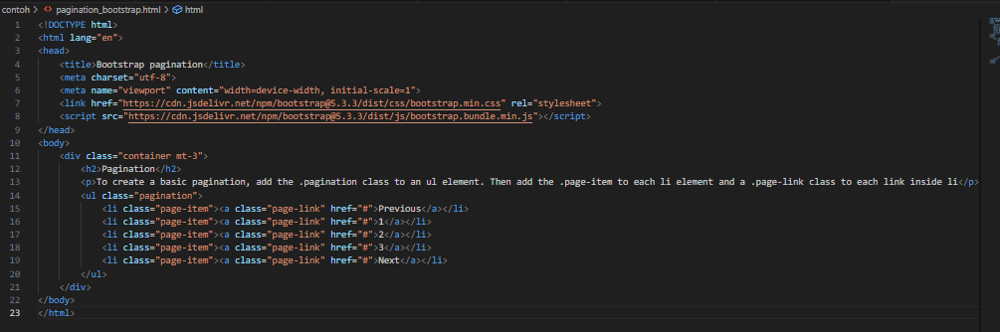 contoh > pagination_bootstrap.html > html
1 <!DOCTYPE html>
2 <html lang="en">
3 <head>
4 <title>Bootstrap pagination</title>
5 <meta charset="utf-8">
6 <meta name="viewport" content="width=device-width, initial-scale=1">
7 <link href="https://cdn.jsdelivr.net/npm/bootstrap@5.3.3/dist/css/bootstrap.min.css" rel="stylesheet">
8 <script src="https://cdn.jsdelivr.net/npm/bootstrap@5.3.3/dist/js/bootstrap.bundle.min.js"></script>
9 </head>
10 <body>
11 <div class="container mt-3">
12 <h2>Pagination</h2>
13 <p>To create a basic pagination, add the .pagination class to an ul element. Then add the .page-item to each li element and a .page-link class to each link inside li</p>
14 <ul class="pagination">
15 <li class="page-item"><a class="page-link" href="#">Previous</a></li>
16 <li class="page-item"><a class="page-link" href="#">1</a></li>
17 <li class="page-item"><a class="page-link" href="#">2</a></li>
18 <li class="page-item"><a class="page-link" href="#">3</a></li>
19 <li class="page-item"><a class="page-link" href="#">Next</a></li>
20 </ul>
21 </div>
22 </body>
23 </html>